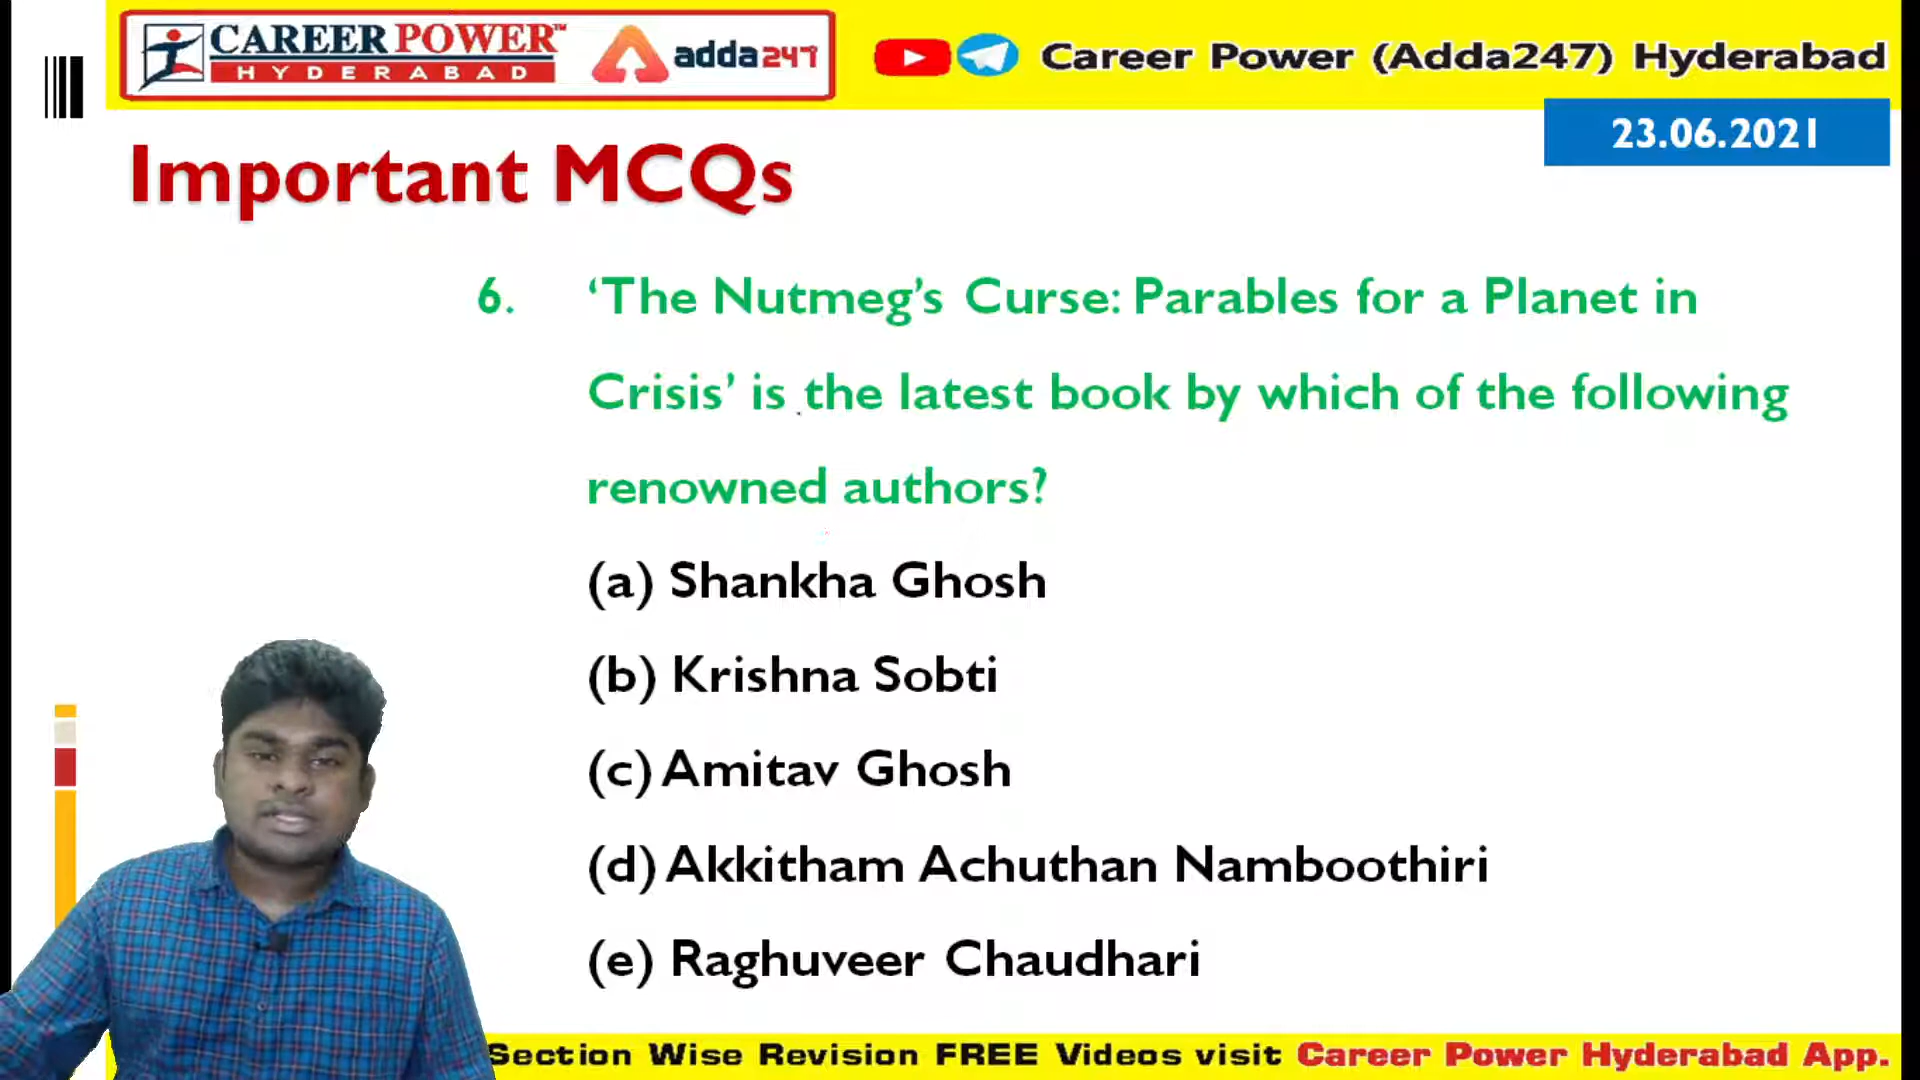 CAREER POWER™
HYDERABAD
adda247
Career Power (Adda247) Hyderabad
23.06.2021
Important MCQs
6. ‘The Nutmeg’s Curse: Parables for a Planet in
Crisis’ is the latest book by which of the following
renowned authors?
(a) Shankha Ghosh
(b) Krishna Sobti
(c) Amitav Ghosh
(d) Akkitham Achuthan Namboothiri
(e) Raghuveer Chaudhari
Section Wise Revision FREE Videos visit Career Power Hyderabad App.